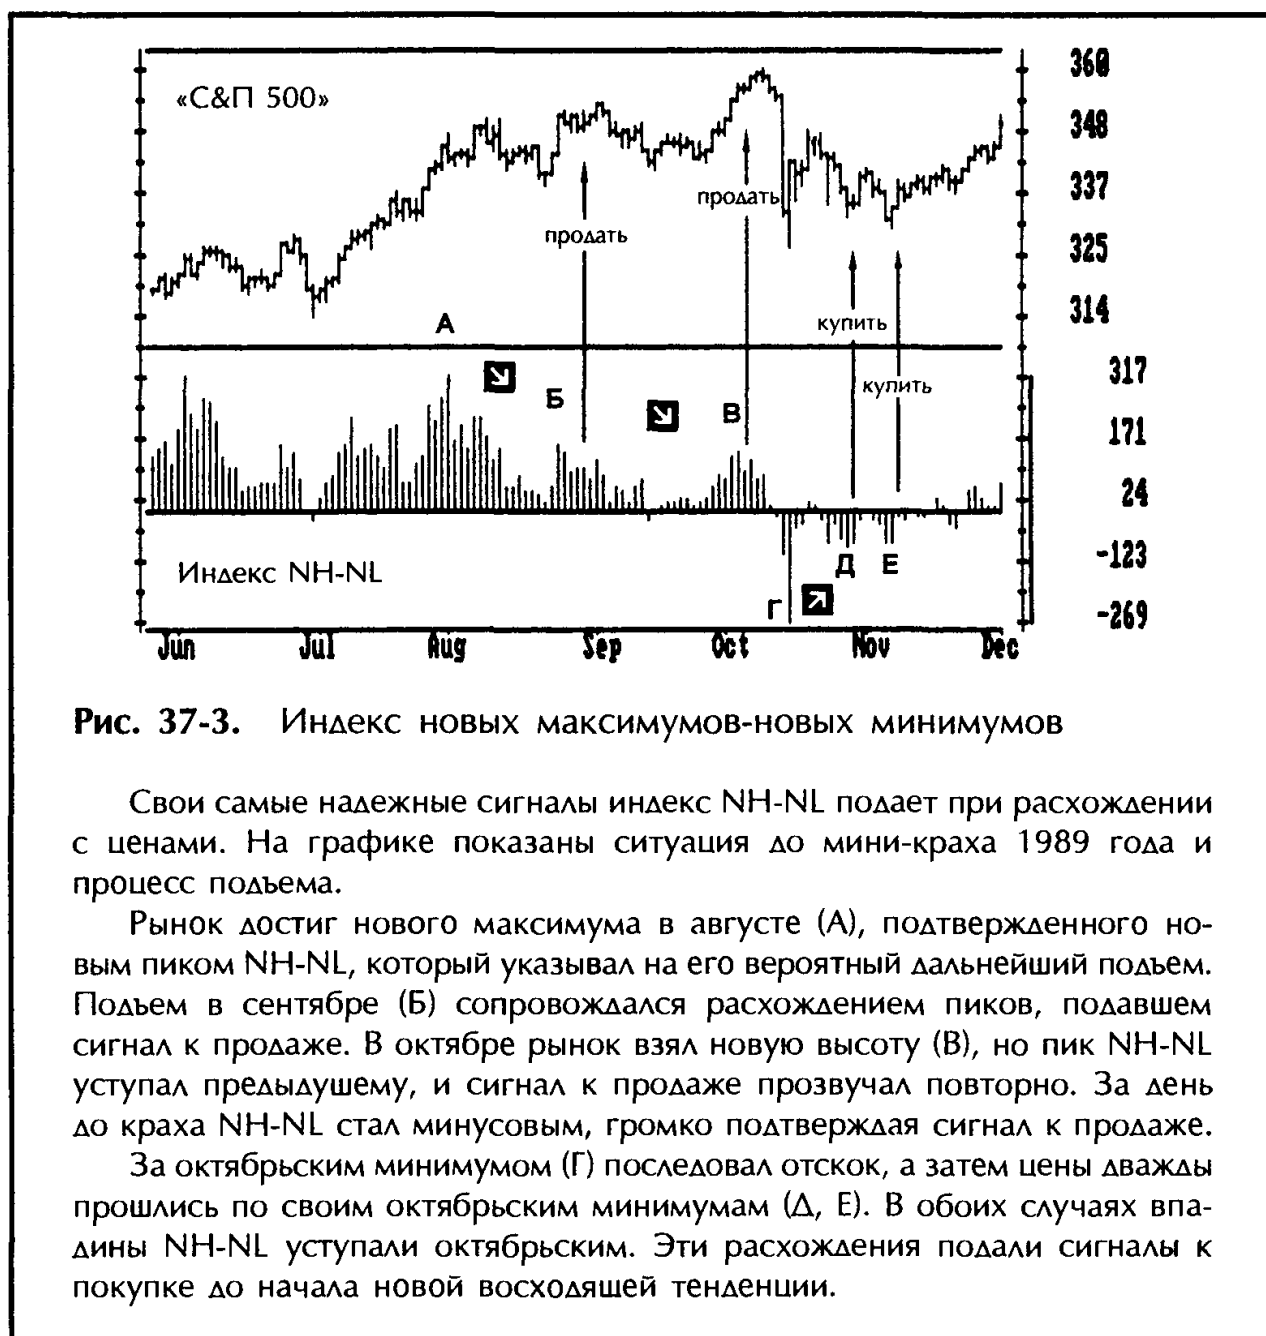 360
«С&П 500»
348
337
продать
продать
325
314
А
купить
317
купить
Б
В
171
24
-123
Д
Е
Индекс NH-NL
Г
-269
Jun
Jul
Aug
Sep
Oct
Nov
Dec
Рис. 37-3. Индекс новых максимумов-новых минимумов
Свои самые надежные сигналы индекс NH-NL подает при расхождении
с ценами. На графике показаны ситуация до мини-краха 1989 года и
процесс подъема.
Рынок достиг нового максимума в августе (А), подтвержденного но-
вым пиком NH-NL, который указывал на его вероятный дальнейший подъем.
Подъем в сентябре (Б) сопровождался расхождением пиков, подавшем
сигнал к продаже. В октябре рынок взял новую высоту (В), но пик NH-NL
уступал предыдущему, и сигнал к продаже прозвучал повторно. За день
до краха NH-NL стал минусовым, громко подтверждая сигнал к продаже.
За октябрьским минимумом (Г) последовал отскок, а затем цены дважды
прошлись по своим октябрьским минимумам (Д, Е). В обоих случаях впа-
дины NH-NL уступали октябрьским. Эти расхождения подали сигналы к
покупке до начала новой восходящей тенденции.